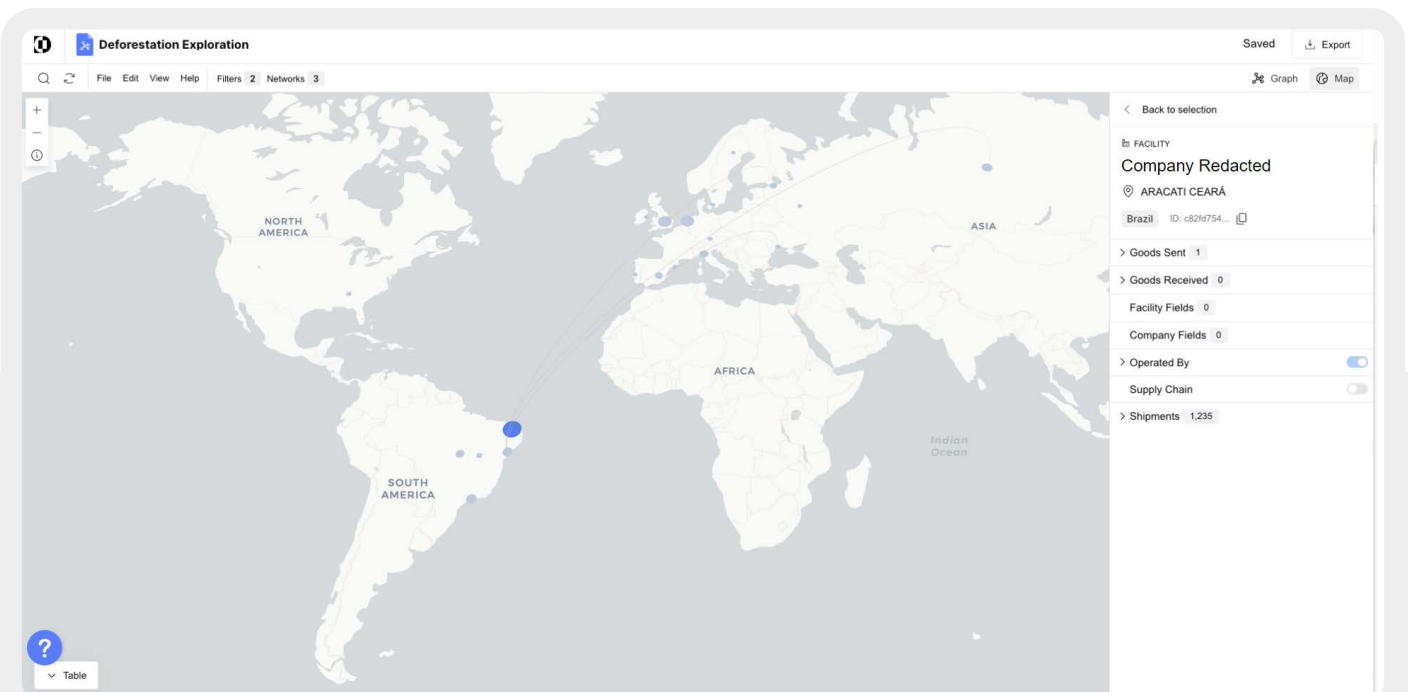 Deforestation Exploration
Saved
Export
File Edit View Help Filters 2 Networks 3
Graph Map
Back to selection
FACILITY
Company Redacted
ARACATI CEARÁ
Brazil ID: c82fd754...
Goods Sent 1
Goods Received 0
Facility Fields 0
Company Fields 0
Operated By
Supply Chain
Shipments 1,235
NORTH
AMERICA
ASIA
AFRICA
Indian
Ocean
SOUTH
AMERICA
?
Table